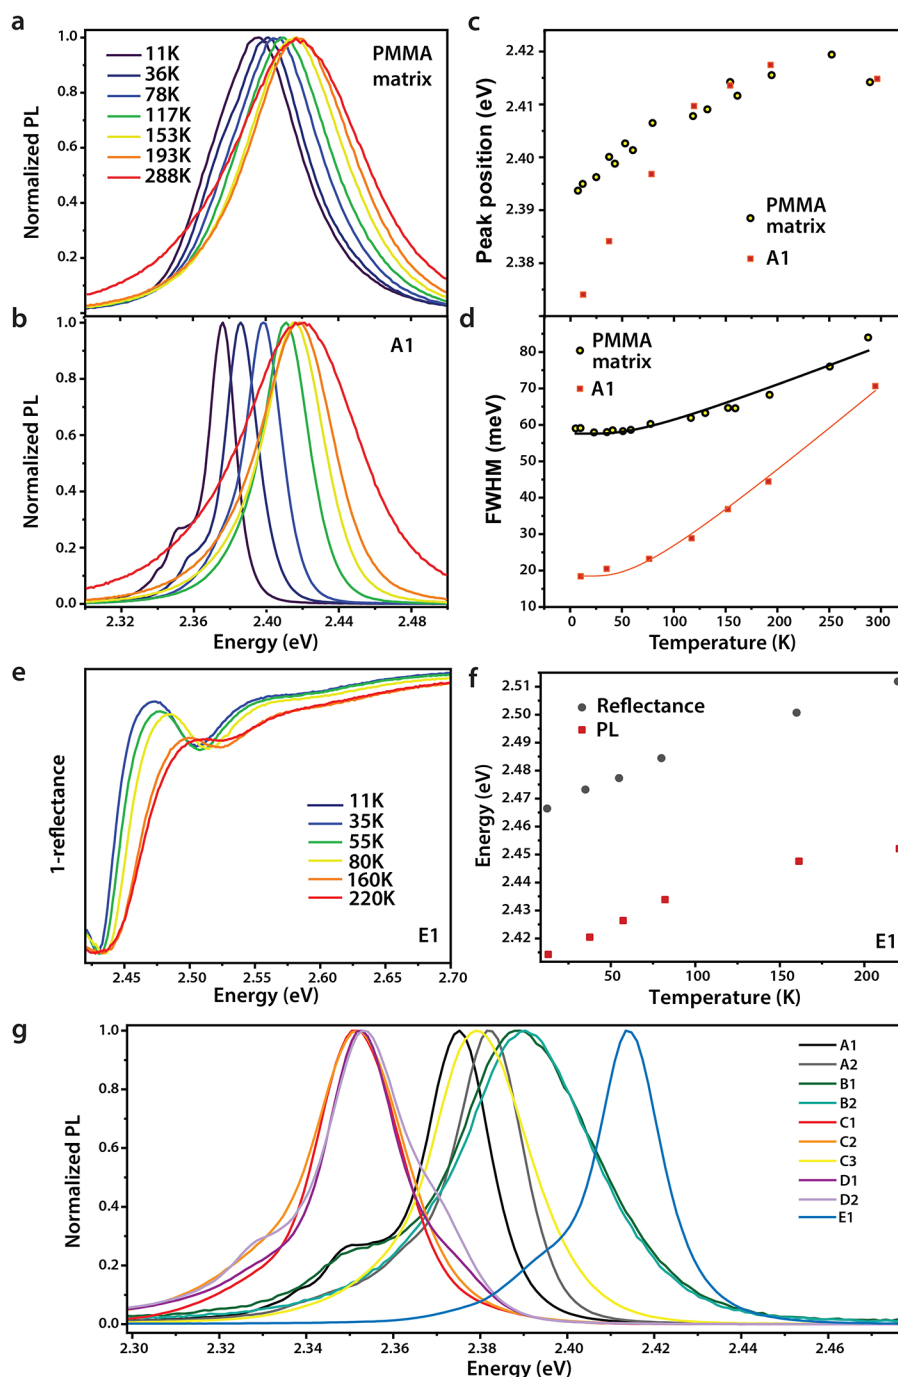 a
PMMA
matrix
11K
36K
78K
117K
153K
193K
288K
Normalized PL
1.0
0.8
0.6
0.4
0.2
b
A1
Normalized PL
1.0
0.8
0.6
0.4
0.2
0.0
2.32
2.36
2.40
2.44
2.48
Energy (eV)
c
Peak position (eV)
2.42
2.41
2.40
2.39
2.38
PMMA
matrix
A1
d
PMMA
matrix
A1
FWHM (meV)
80
70
60
50
40
30
20
10
0
50
100
150
200
250
300
Temperature (K)
e
1-reflectance
11K
35K
55K
80K
160K
220K
E1
2.45
2.50
2.55
2.60
2.65
2.70
Energy (eV)
f
Reflectance
PL
Energy (eV)
2.51
2.50
2.49
2.48
2.47
2.46
2.45
2.44
2.43
2.42
E1
50
100
150
200
Temperature (K)
g
Normalized PL
1.0
0.8
0.6
0.4
0.2
0.0
A1
A2
B1
B2
C1
C2
C3
D1
D2
E1
2.30
2.32
2.34
2.36
2.38
2.40
2.42
2.44
2.46
Energy (eV)